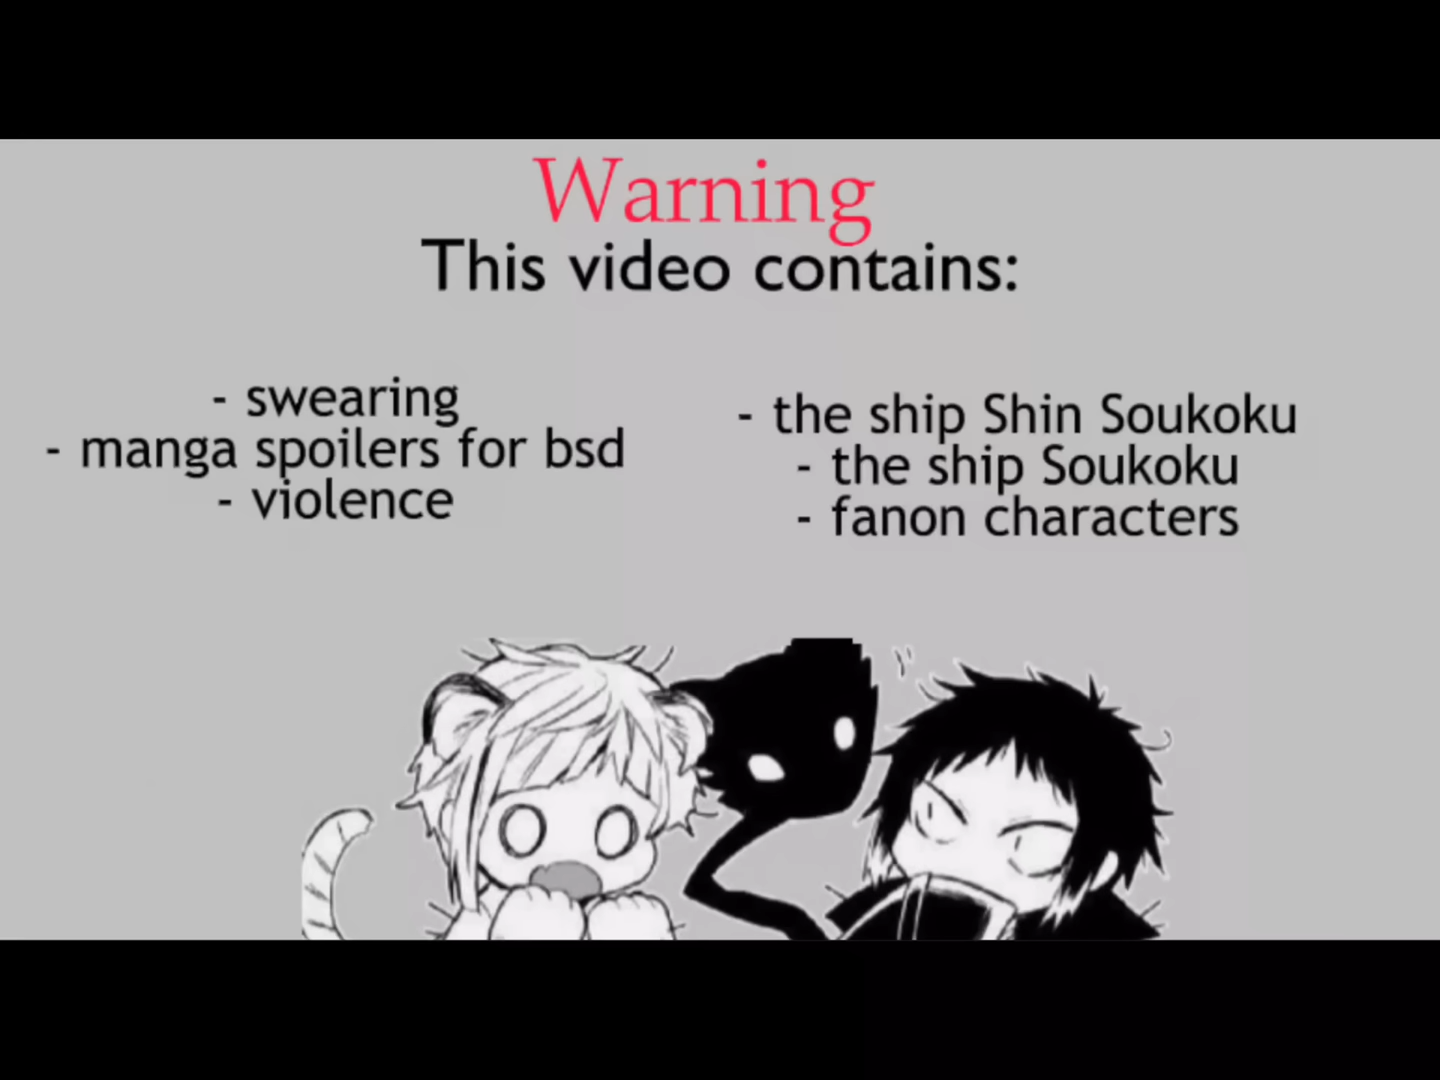 Warning
This video contains:
- swearing
- manga spoilers for bsd
- violence
- the ship Shin Soukoku
- the ship Soukoku
- fanon characters